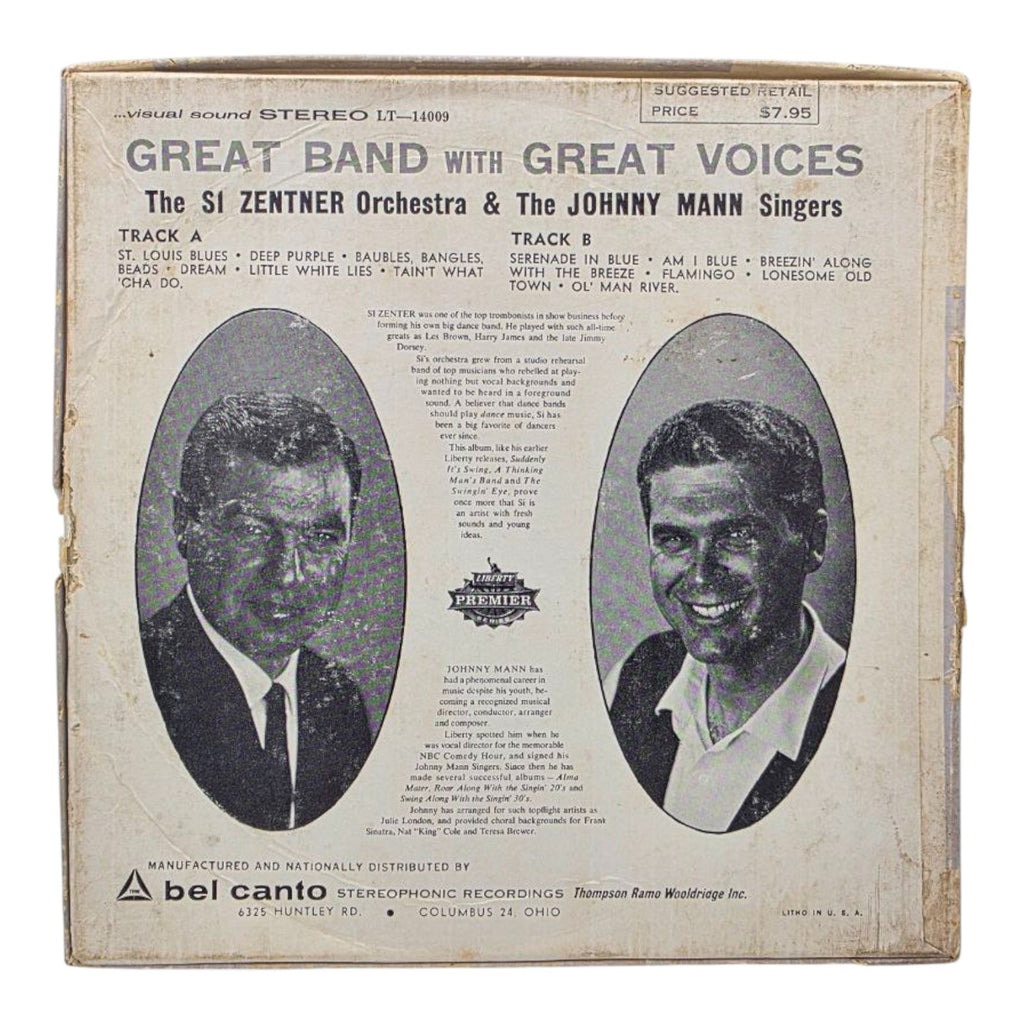 ...visual sound STEREO LT—14009
SUGGESTED RETAIL
PRICE $7.95
GREAT BAND WITH GREAT VOICES
The SI ZENTNER Orchestra & The JOHNNY MANN Singers
TRACK A
ST. LOUIS BLUES • DEEP PURPLE • BAUBLES, BANGLES,
BEADS • DREAM • LITTLE WHITE LIES • TAIN'T WHAT
'CHA DO.
TRACK B
SERENADE IN BLUE • AM I BLUE • BREEZIN' ALONG
WITH THE BREEZE • FLAMINGO • LONESOME OLD
TOWN • OL' MAN RIVER.
SI ZENTER was one of the top trombonists in show business before
forming his own big dance band. He played with such all-time
greats as Les Brown, Harry James and the late Jimmy
Dorsey.
Si's orchestra grew from a studio rehearsal
band of top musicians who rebelled at play-
ing nothing but vocal backgrounds and
wanted to be heard in a foreground
sound. A believer that dance bands
should play dance music, Si has
been a big favorite of dancers
ever since.
This album, like his earlier
Liberty releases, Suddenly
It's Swing, A Thinking
Man's Band and The
Swingin' Eye, prove
once more that Si is
an artist with fresh
sounds and young
ideas.
LIBERTY
PREMIER
SERIES
JOHNNY MANN has
had a phenomenal career in
music despite his youth, be-
coming a recognized musical
director, conductor, arranger
and composer.
Liberty spotted him when he
was vocal director for the memorable
NBC Comedy Hour, and signed his
Johnny Mann Singers. Since then he has
made several successful albums — Alma
Mater, Roar Along With the Singin' 20's and
Swing Along With the Singin' 30's.
Johnny has arranged for such topflight artists as
Julie London, and provided choral backgrounds for Frank
Sinatra, Nat "King" Cole and Teresa Brewer.
MANUFACTURED AND NATIONALLY DISTRIBUTED BY
bel canto STEREOPHONIC RECORDINGS Thompson Ramo Wooldridge Inc.
6325 HUNTLEY RD. • COLUMBUS 24, OHIO
LITHO IN U. S. A.